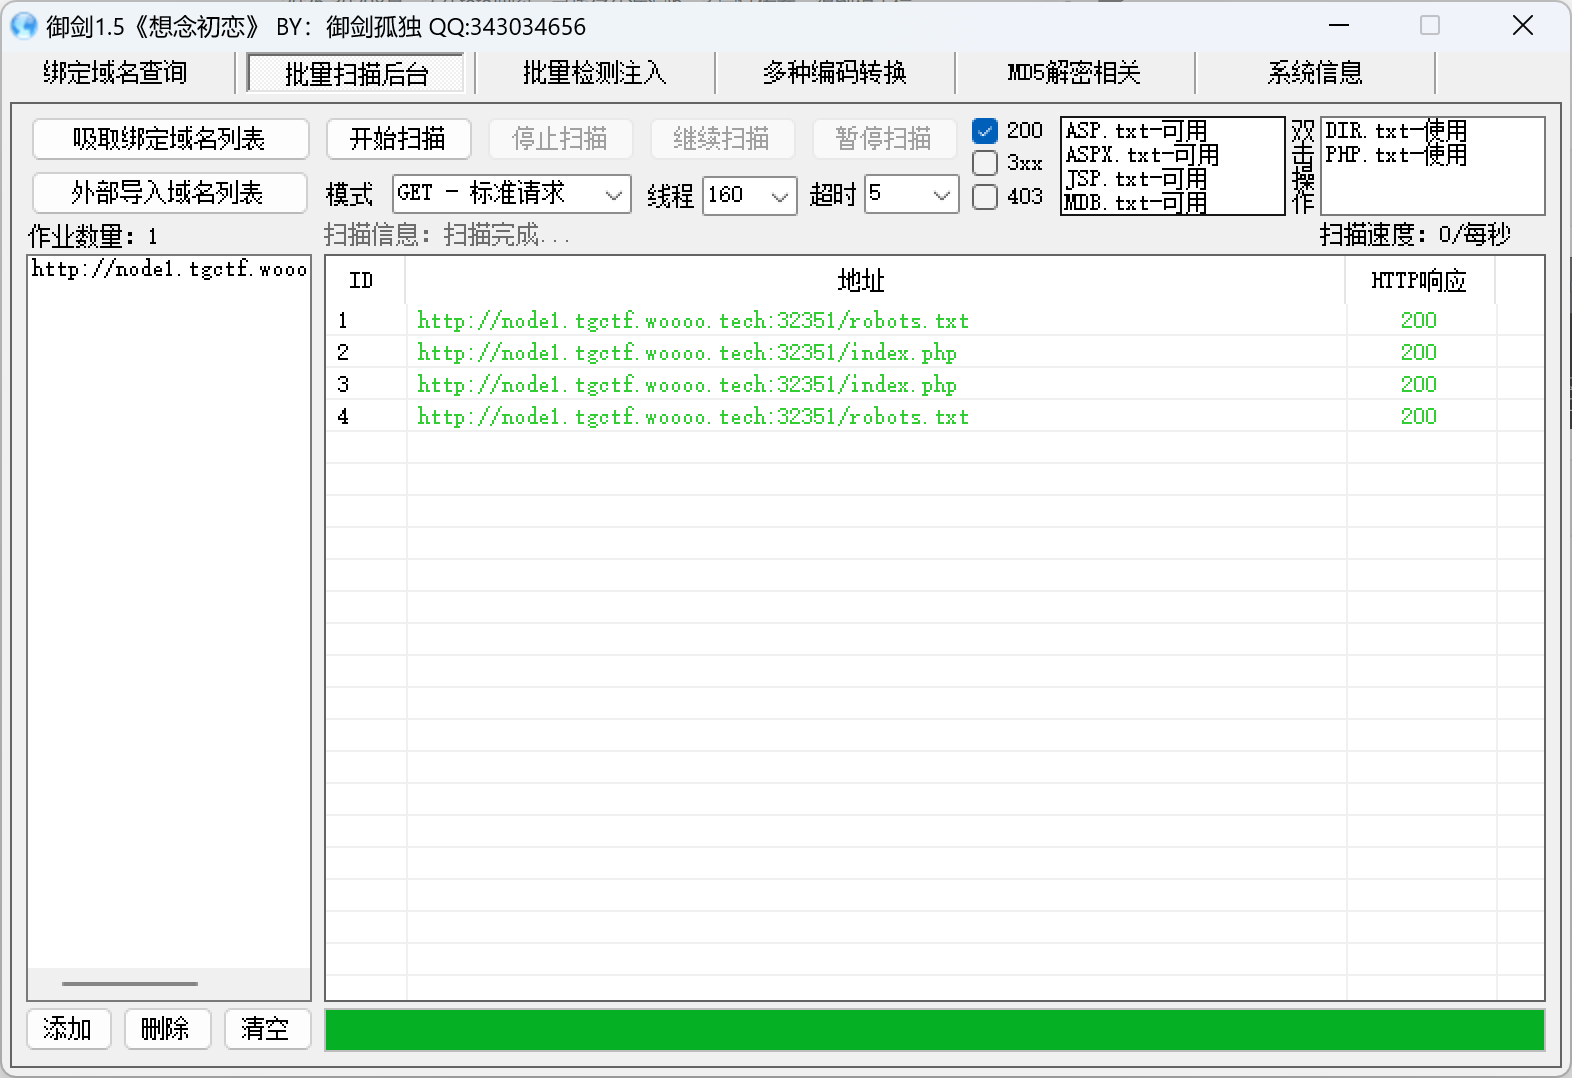 御剑1.5《想念初恋》 BY：御剑孤独 QQ:343034656
绑定域名查询 批量扫描后台 批量检测注入 多种编码转换 MD5解密相关 系统信息
吸取绑定域名列表 开始扫描 停止扫描 继续扫描 暂停扫描
200
3xx
403
ASP.txt—可用
ASPX.txt—可用
JSP.txt—可用
MDB.txt—可用
双击操作
DIR.txt—使用
PHP.txt—使用
外部导入域名列表 模式 GET - 标准请求 线程 160 超时 5
作业数量：1 扫描信息：扫描完成... 扫描速度：0/每秒
http://node1.tgctf.wooo
ID 地址 HTTP响应
1 http://node1.tgctf.woooo.tech:32351/robots.txt 200
2 http://node1.tgctf.woooo.tech:32351/index.php 200
3 http://node1.tgctf.woooo.tech:32351/index.php 200
4 http://node1.tgctf.woooo.tech:32351/robots.txt 200
添加 删除 清空